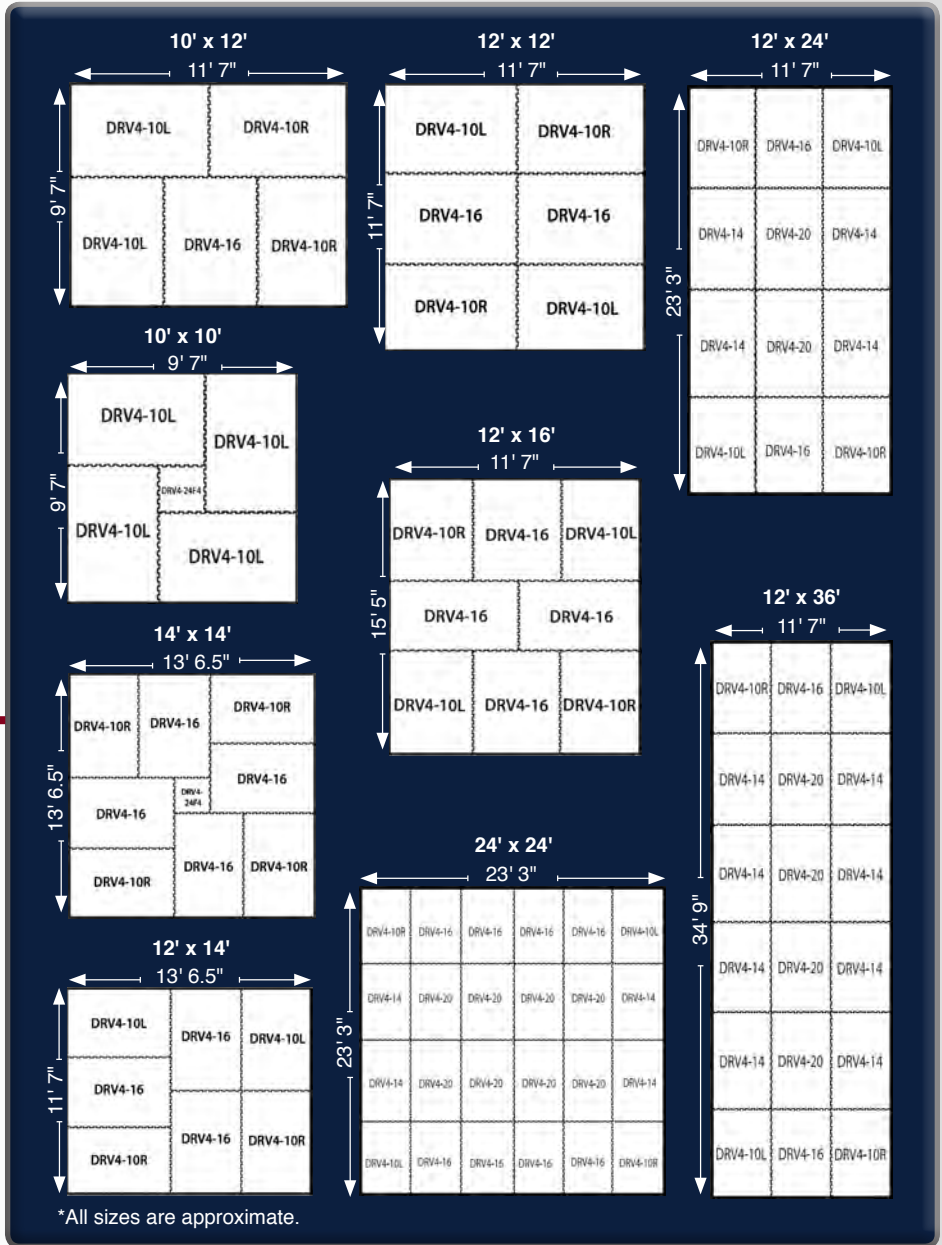 10' x 12'
11' 7"
9' 7"
DRV4-10L DRV4-10R
DRV4-10L DRV4-16 DRV4-10R
12' x 12'
11' 7"
11' 7"
DRV4-10L DRV4-10R
DRV4-16 DRV4-16
DRV4-10R DRV4-10L
12' x 24'
11' 7"
23' 3"
DRV4-10R DRV4-16 DRV4-10L
DRV4-14 DRV4-20 DRV4-14
DRV4-14 DRV4-20 DRV4-14
DRV4-10L DRV4-16 DRV4-10R
10' x 10'
9' 7"
9' 7"
DRV4-10L
DRV4-10L
DRV4-24F4
DRV4-10L
DRV4-10L
12' x 16'
11' 7"
15' 5"
DRV4-10R DRV4-16 DRV4-10L
DRV4-16 DRV4-16
DRV4-10L DRV4-16 DRV4-10R
14' x 14'
13' 6.5"
13' 6.5"
DRV4-10R DRV4-16 DRV4-10R
DRV4-16
DRV4-16
DRV4-
24F4
DRV4-10R DRV4-16 DRV4-10R
12' x 36'
11' 7"
34' 9"
DRV4-10R DRV4-16 DRV4-10L
DRV4-14 DRV4-20 DRV4-14
DRV4-14 DRV4-20 DRV4-14
DRV4-14 DRV4-20 DRV4-14
DRV4-14 DRV4-20 DRV4-14
DRV4-10L DRV4-16 DRV4-10R
24' x 24'
23' 3"
23' 3"
DRV4-10R DRV4-16 DRV4-16 DRV4-16 DRV4-16 DRV4-10L
DRV4-14 DRV4-20 DRV4-20 DRV4-20 DRV4-20 DRV4-14
DRV4-14 DRV4-20 DRV4-20 DRV4-20 DRV4-20 DRV4-14
DRV4-10L DRV4-16 DRV4-16 DRV4-16 DRV4-16 DRV4-10R
12' x 14'
13' 6.5"
11' 7"
DRV4-10L DRV4-16 DRV4-10L
DRV4-16
DRV4-10R DRV4-16 DRV4-10R
*All sizes are approximate.